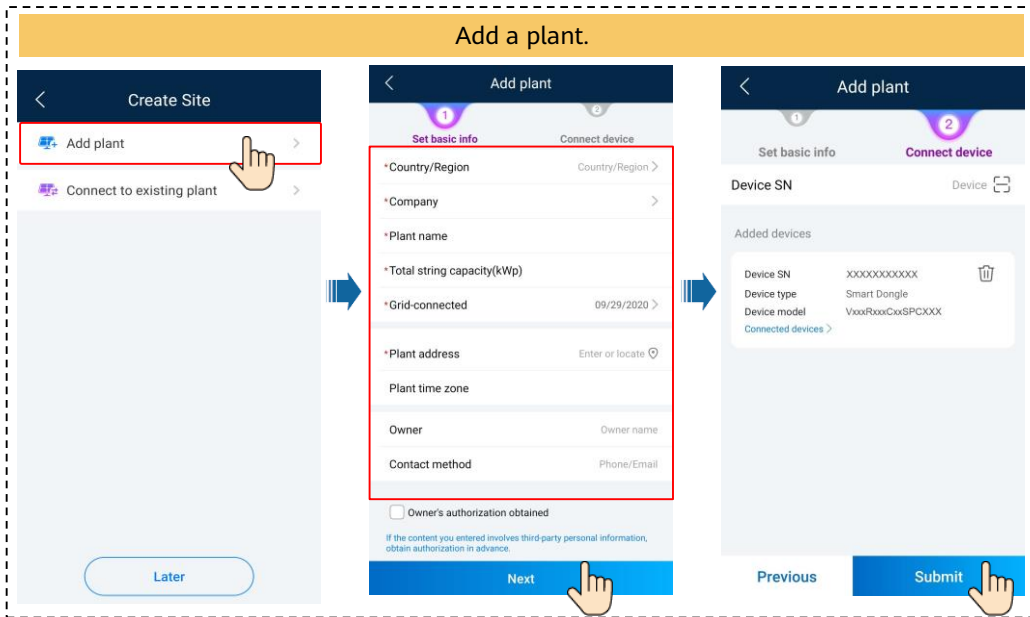 Add a plant.
Create Site
Add plant
Connect to existing plant
Later
Add plant
1
2
Set basic info
Connect device
*Country/Region Country/Region >
*Company >
*Plant name
*Total string capacity(kWp)
*Grid-connected 09/29/2020 >
*Plant address Enter or locate
Plant time zone
Owner Owner name
Contact method Phone/Email
Owner's authorization obtained
If the content you entered involves third-party personal information,
obtain authorization in advance.
Next
Add plant
1
2
Set basic info
Connect device
Device SN Device
Added devices
Device SN XXXXXXXXXXX
Device type Smart Dongle
Device model VxxxRxxxCxxSPCXXX
Connected devices >
Previous
Submit